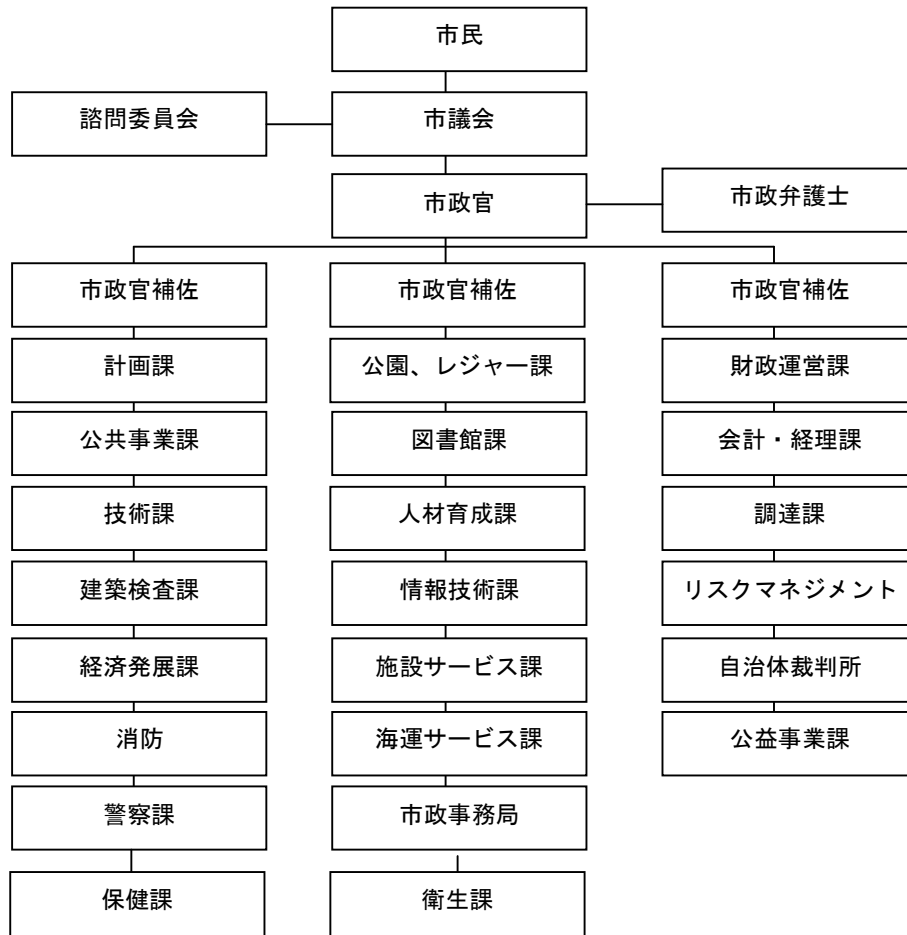 市民
諮問委員会
市議会
市政官
市政弁護士
市政官補佐
市政官補佐
市政官補佐
計画課
公園、レジャー課
財政運営課
公共事業課
図書館課
会計・経理課
技術課
人材育成課
調達課
建築検査課
情報技術課
リスクマネジメント
経済発展課
施設サービス課
自治体裁判所
消防
海運サービス課
公益事業課
警察課
市政事務局
保健課
衛生課